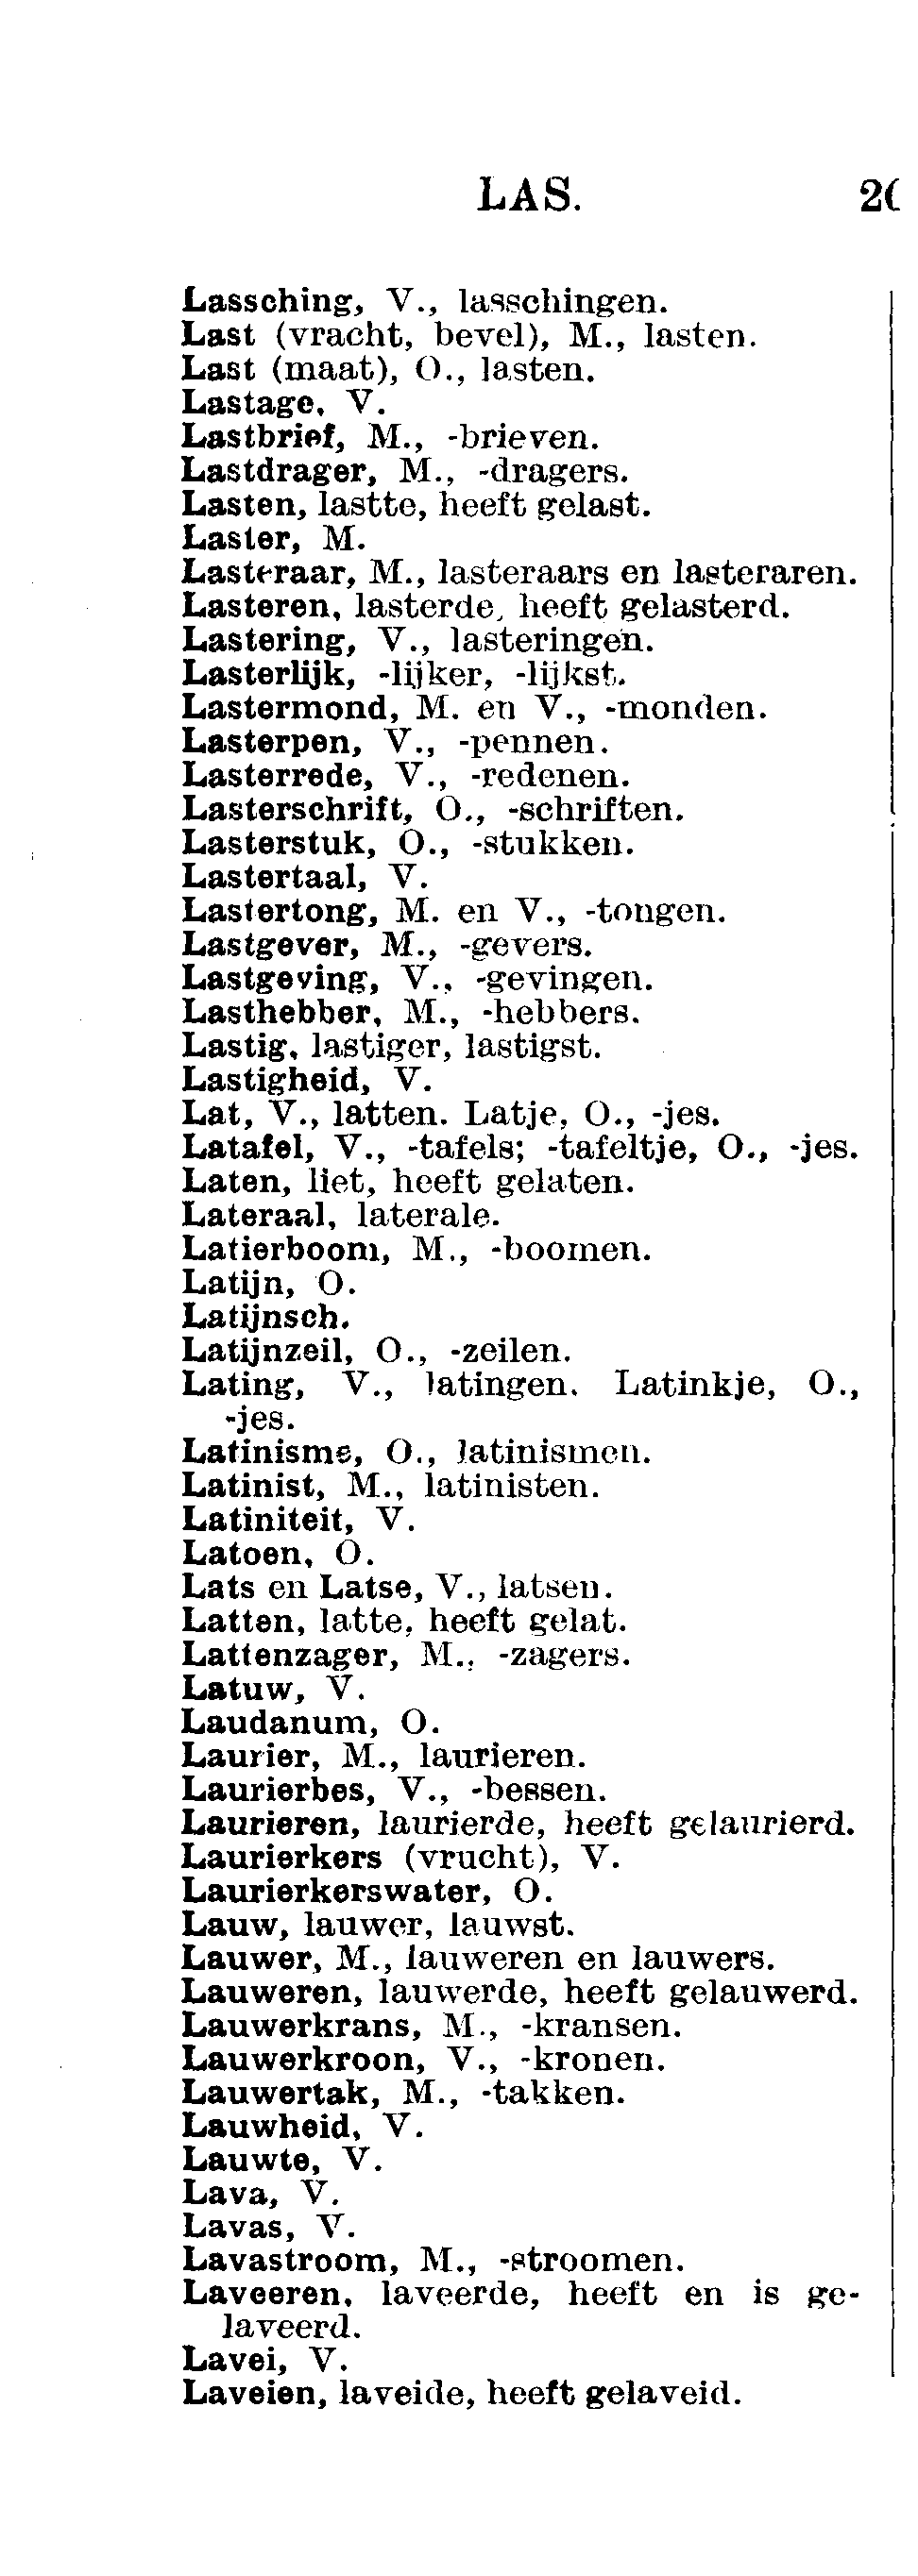 LAS.
Lassching, V., lasschingen.
Last (vracht, bevel), M., lasten.
Last (maat), O., lasten.
Lastage, V.
Lastbrief, M., -brieven.
Lastdrager, M., -dragers.
Lasten, lastte, heeft gelast.
Laster, M.
Lasteraar, M., lasteraars en lasteraren.
Lasteren, lasterde, heeft gelasterd.
Lastering, V., lasteringen.
Lasterlijk, -lijker, -lijkst.
Lastermond, M. en V., -monden.
Lasterpen, V., -pennen.
Lasterrede, V., -redenen.
Lasterschrift, O., -schriften.
Lasterstuk, O., -stukken.
Lastertaal, V.
Lastertong, M. en V., -tongen.
Lastgever, M., -gevers.
Lastgeving, V., -gevingen.
Lasthebber, M., -hebbers.
Lastig, lastiger, lastigst.
Lastigheid, V.
Lat, V., latten. Latje, O., -jes.
Latafel, V., -tafels; -tafeltje, O., -jes.
Laten, liet, heeft gelaten.
Lateraal, laterale.
Latierboom, M., -boomen.
Latijn, O.
Latijnsch.
Latijnzeil, O., -zeilen.
Lating, V., latingen. Latinkje, O.,
-jes.
Latinisme, O., latinismen.
Latinist, M., latinisten.
Latiniteit, V.
Latoen, O.
Lats en Latse, V., latsen.
Latten, latte, heeft gelat.
Lattenzager, M., -zagers.
Latuw, V.
Laudanum, O.
Laurier, M., laurieren.
Laurierbes, V., -bessen.
Laurieren, laurierde, heeft gelaurierd.
Laurierkers (vrucht), V.
Laurierkerswater, O.
Lauw, lauwer, lauwst.
Lauwer, M., lauweren en lauwers.
Lauweren, lauwerde, heeft gelauwerd.
Lauwerkrans, M., -kransen.
Lauwerkroon, V., -kronen.
Lauwertak, M., -takken.
Lauwheid, V.
Lauwte, V.
Lava, V.
Lavas, V.
Lavastroom, M., -stroomen.
Laveeren, laveerde, heeft en is ge-
laveerd.
Lavei, V.
Laveien, laveide, heeft gelaveid.